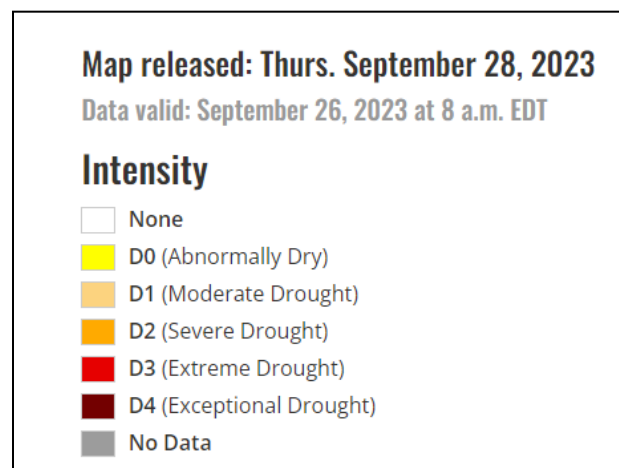 Map released: Thurs. September 28, 2023
Data valid: September 26, 2023 at 8 a.m. EDT
Intensity
None
D0 (Abnormally Dry)
D1 (Moderate Drought)
D2 (Severe Drought)
D3 (Extreme Drought)
D4 (Exceptional Drought)
No Data